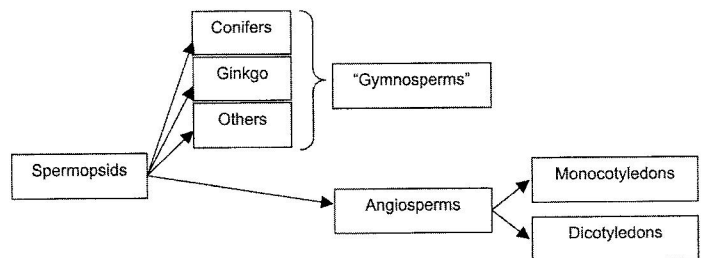 Conifers
Ginkgo
Others
“Gymnosperms”
Spermopsids
Angiosperms
Monocotyledons
Dicotyledons